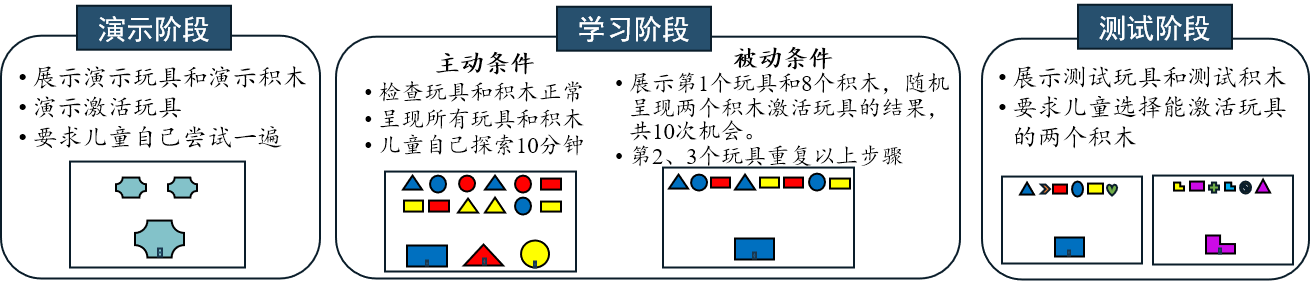 演示阶段
• 展示演示玩具和演示积木
• 演示激活玩具
• 要求儿童自己尝试一遍
学习阶段
主动条件
• 检查玩具和积木正常
• 呈现所有玩具和积木
• 儿童自己探索10分钟
被动条件
• 展示第1个玩具和8个积木，随机
呈现两个积木激活玩具的结果，
共10次机会。
• 第2、3个玩具重复以上步骤
测试阶段
• 展示测试玩具和测试积木
• 要求儿童选择能激活玩具
的两个积木